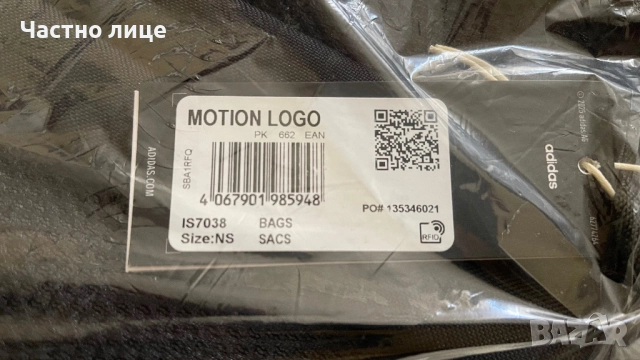 Частно лице
MOTION LOGO
PK 662 EAN
SBA1RFQ
4 067901 985948
PO# 135346021
IS7038 BAGS
Size:NS SACS
RFID
ADIDAS.COM
adidas
BAZAR